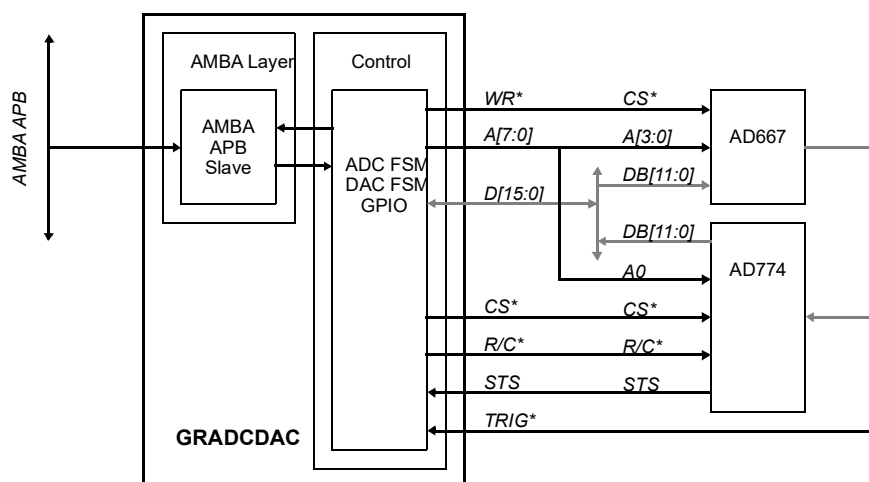 AMBA APB
AMBA Layer
Control
AMBA
APB
Slave
ADC FSM
DAC FSM
GPIO
GRADCDAC
WR* CS*
A[7:0] A[3:0]
DB[11:0]
D[15:0]
DB[11:0]
A0
CS* CS*
R/C* R/C*
STS STS
TRIG*
AD667
AD774